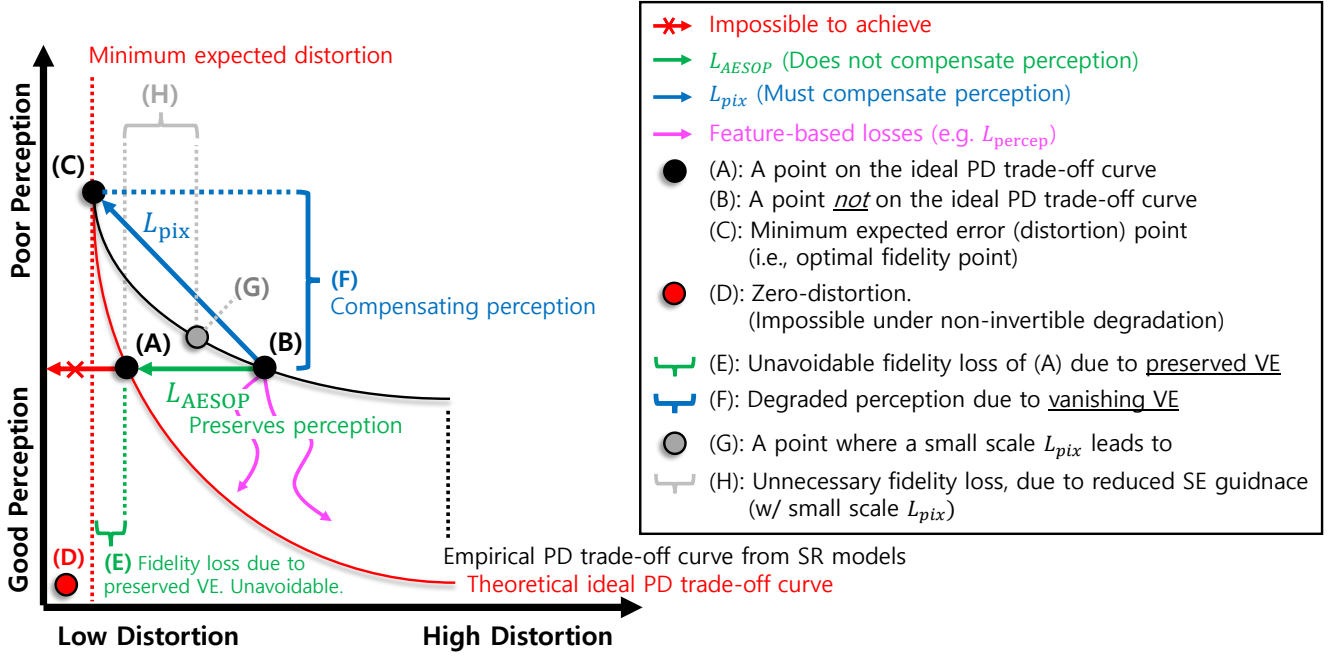 Minimum expected distortion
(H)
(C)
Poor Perception
L_pix
(F)
Compensating perception
(G)
(A)
(B)
L_AESOP
Preserves perception
Good Perception
(D)
(E) Fidelity loss due to
preserved VE. Unavoidable.
Empirical PD trade-off curve from SR models
Theoretical ideal PD trade-off curve
Low Distortion
High Distortion
Impossible to achieve
L_AESOP (Does not compensate perception)
L_pix (Must compensate perception)
Feature-based losses (e.g. L_percep)
(A): A point on the ideal PD trade-off curve
(B): A point not on the ideal PD trade-off curve
(C): Minimum expected error (distortion) point
(i.e., optimal fidelity point)
(D): Zero-distortion.
(Impossible under non-invertible degradation)
(E): Unavoidable fidelity loss of (A) due to preserved VE
(F): Degraded perception due to vanishing VE
(G): A point where a small scale L_pix leads to
(H): Unnecessary fidelity loss, due to reduced SE guidnace
(w/ small scale L_pix)